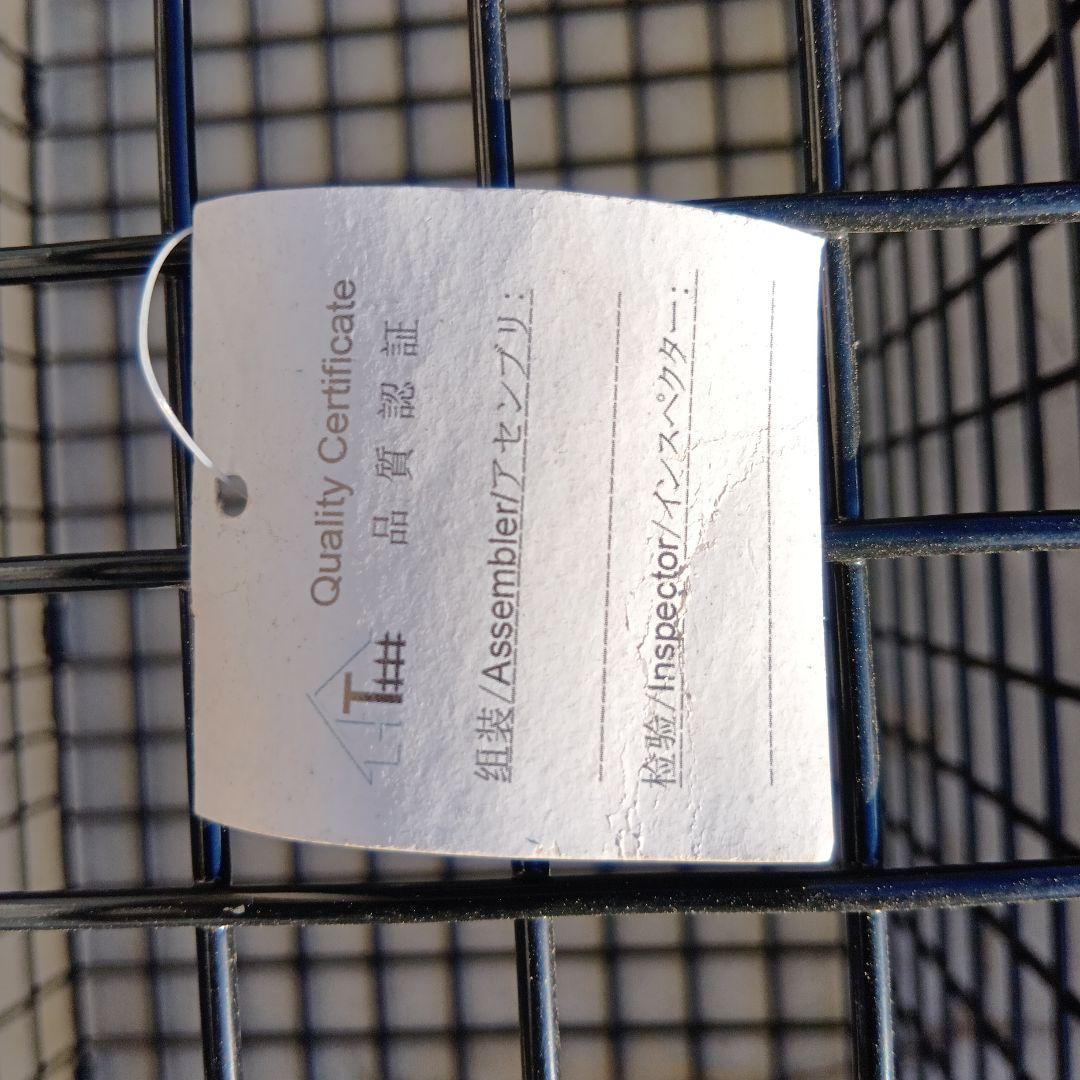 Quality Certificate
品質認証
组装/Assembler/アセンブリ:
检验/Inspector/インスペクター: